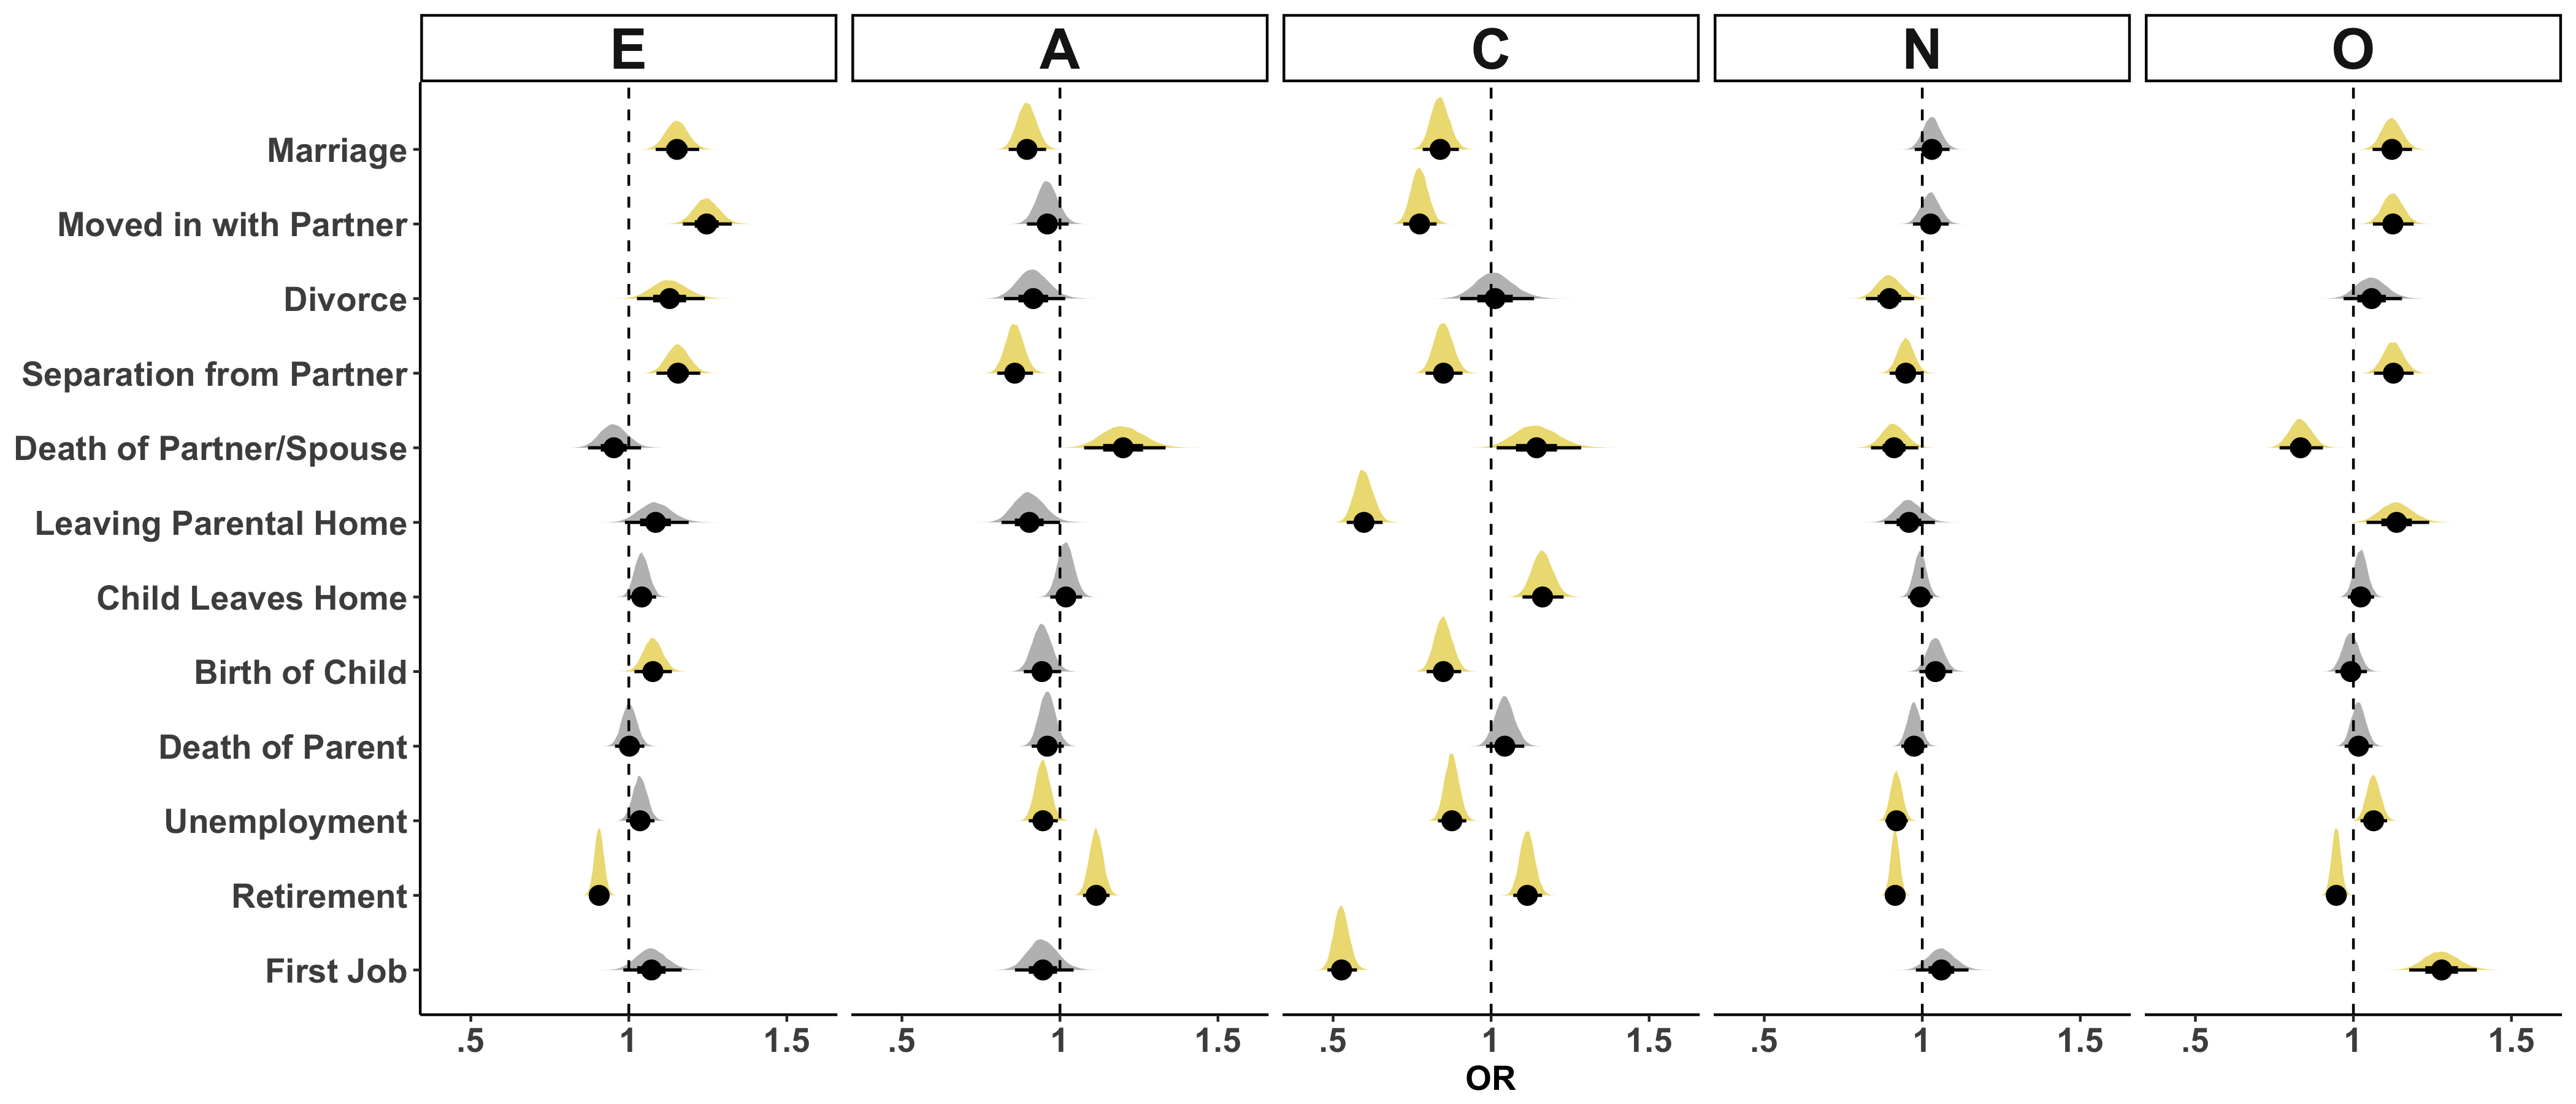 E A C N O
Marriage
Moved in with Partner
Divorce
Separation from Partner
Death of Partner/Spouse
Leaving Parental Home
Child Leaves Home
Birth of Child
Death of Parent
Unemployment
Retirement
First Job
.5 1 1.5 .5 1 1.5 .5 1 1.5 .5 1 1.5 .5 1 1.5
OR